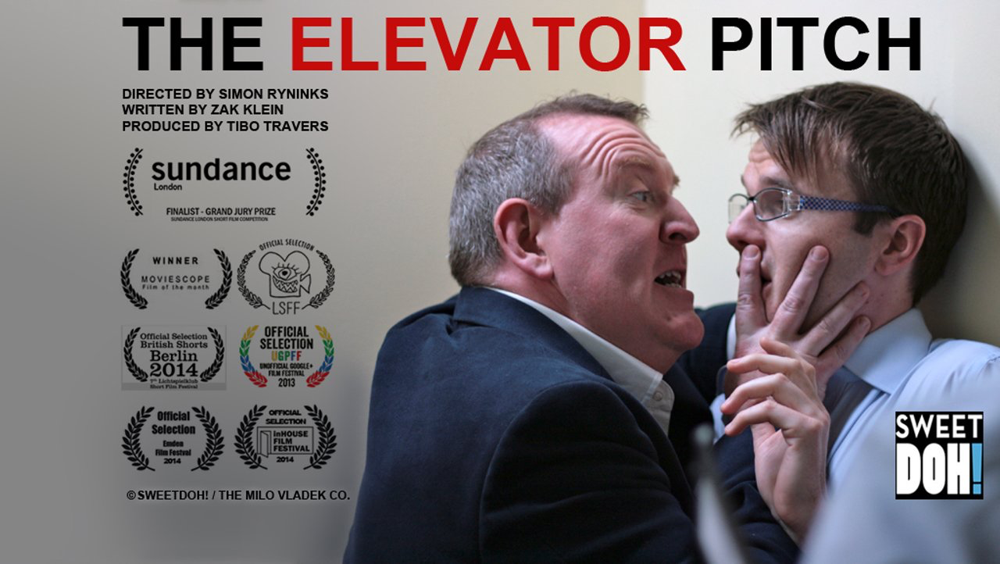 THE ELEVATOR PITCH
DIRECTED BY SIMON RYNINKS
WRITTEN BY ZAK KLEIN
PRODUCED BY TIBO TRAVERS
sundance
London
FINALIST - GRAND JURY PRIZE
SUNDANCE LONDON SHORT FILM COMPETITION
WINNER
MOVIESCOPE
Film of the month
OFFICIAL SELECTION
LSFF
Official Selection
British Shorts
Berlin
2014
7th Lichtspielklub
Short Film Festival
OFFICIAL
SELECTION
UGPFF
UNOFFICIAL GOOGLE+
FILM FESTIVAL
2013
Official
Selection
Emden
Film Festval
2014
OFFICIAL
SELECTION
inHOUSE
FILM
FESTIVAL
2014
© SWEETDOH! / THE MILO VLADEK CO.
SWEET
DOH!